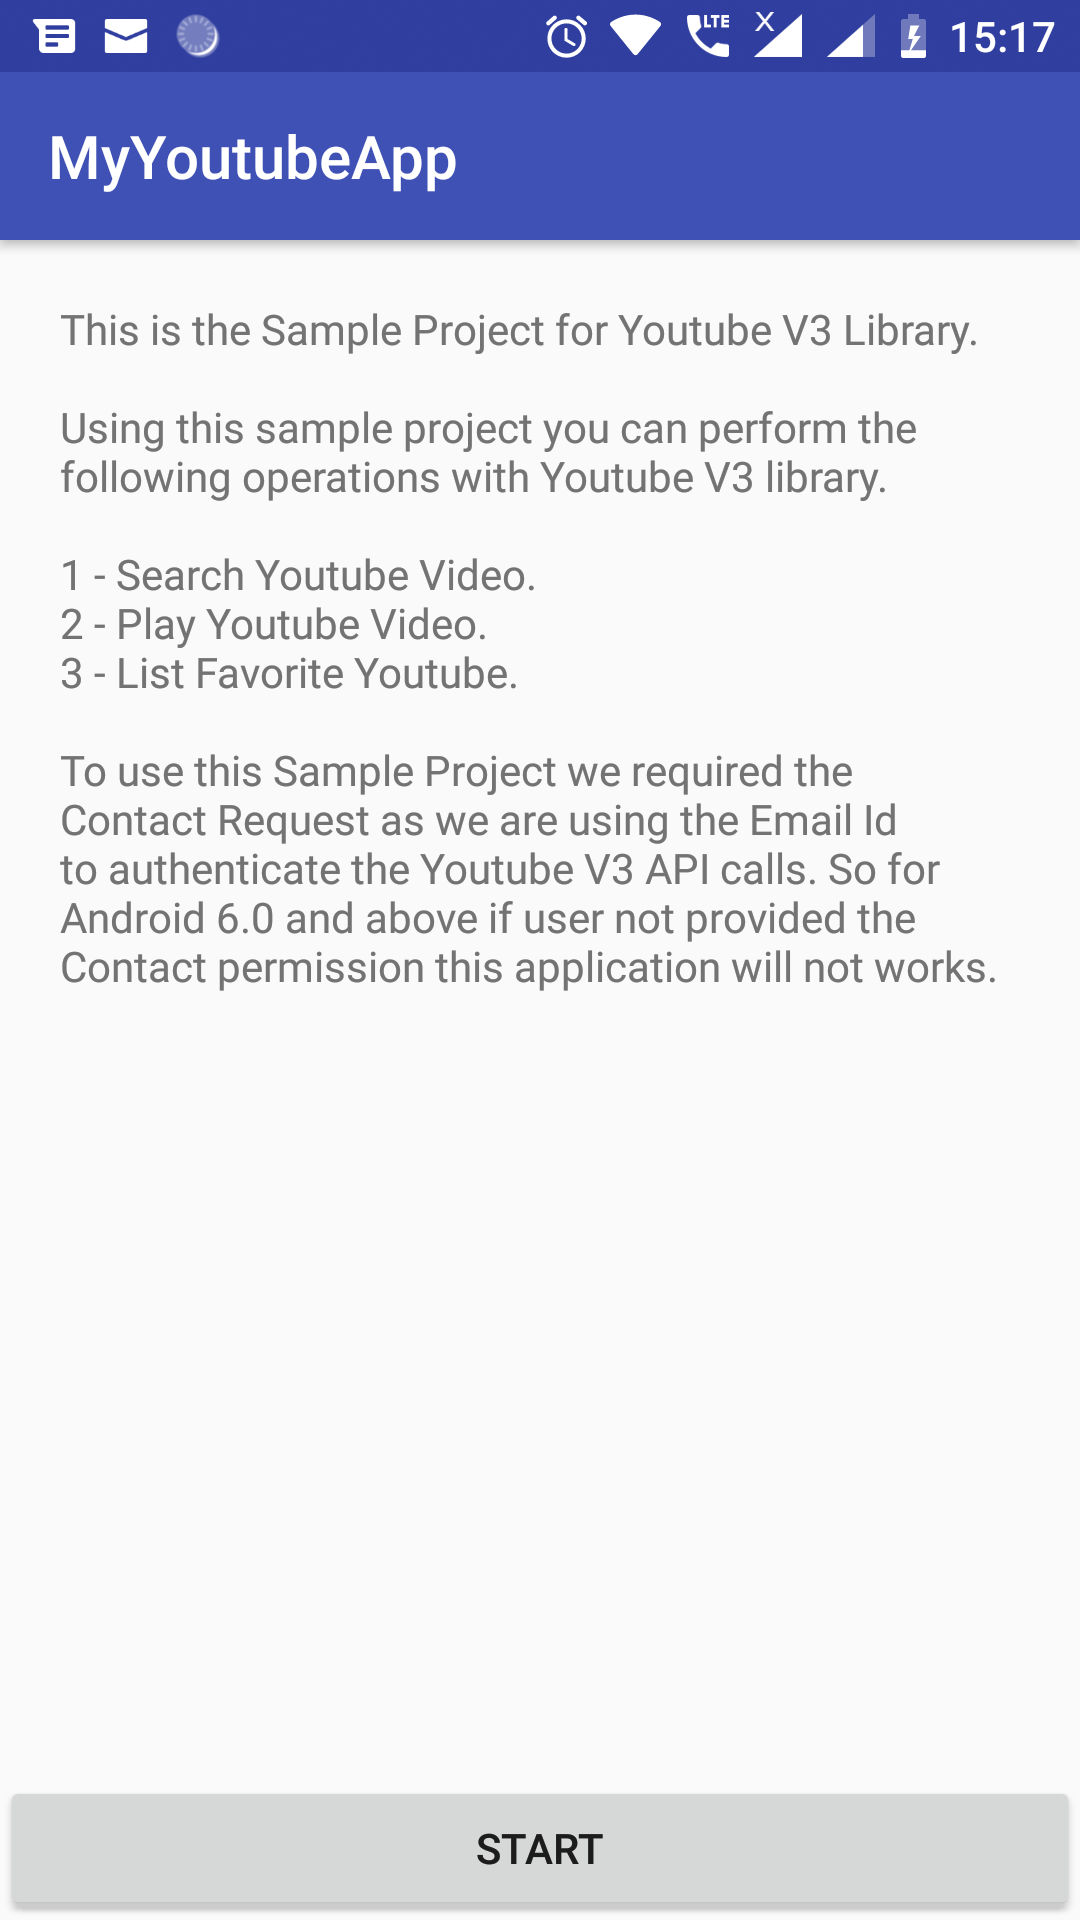 LTE X 15:17
MyYoutubeApp
This is the Sample Project for Youtube V3 Library.
Using this sample project you can perform the
following operations with Youtube V3 library.
1 - Search Youtube Video.
2 - Play Youtube Video.
3 - List Favorite Youtube.
To use this Sample Project we required the
Contact Request as we are using the Email Id
to authenticate the Youtube V3 API calls. So for
Android 6.0 and above if user not provided the
Contact permission this application will not works.
START